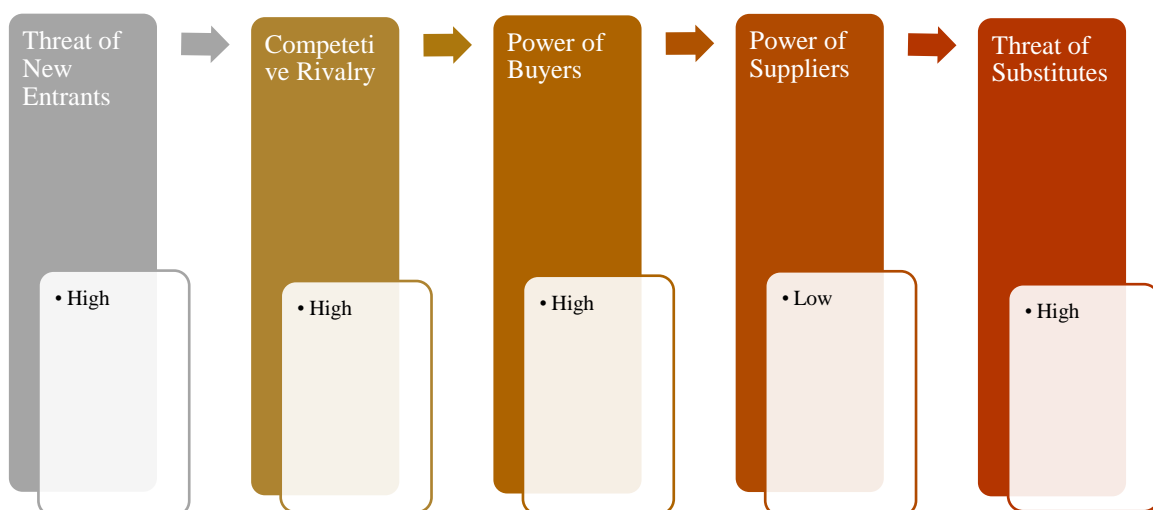 Threat of
New
Entrants
• High
Competeti
ve Rivalry
• High
Power of
Buyers
• High
Power of
Suppliers
• Low
Threat of
Substitutes
• High